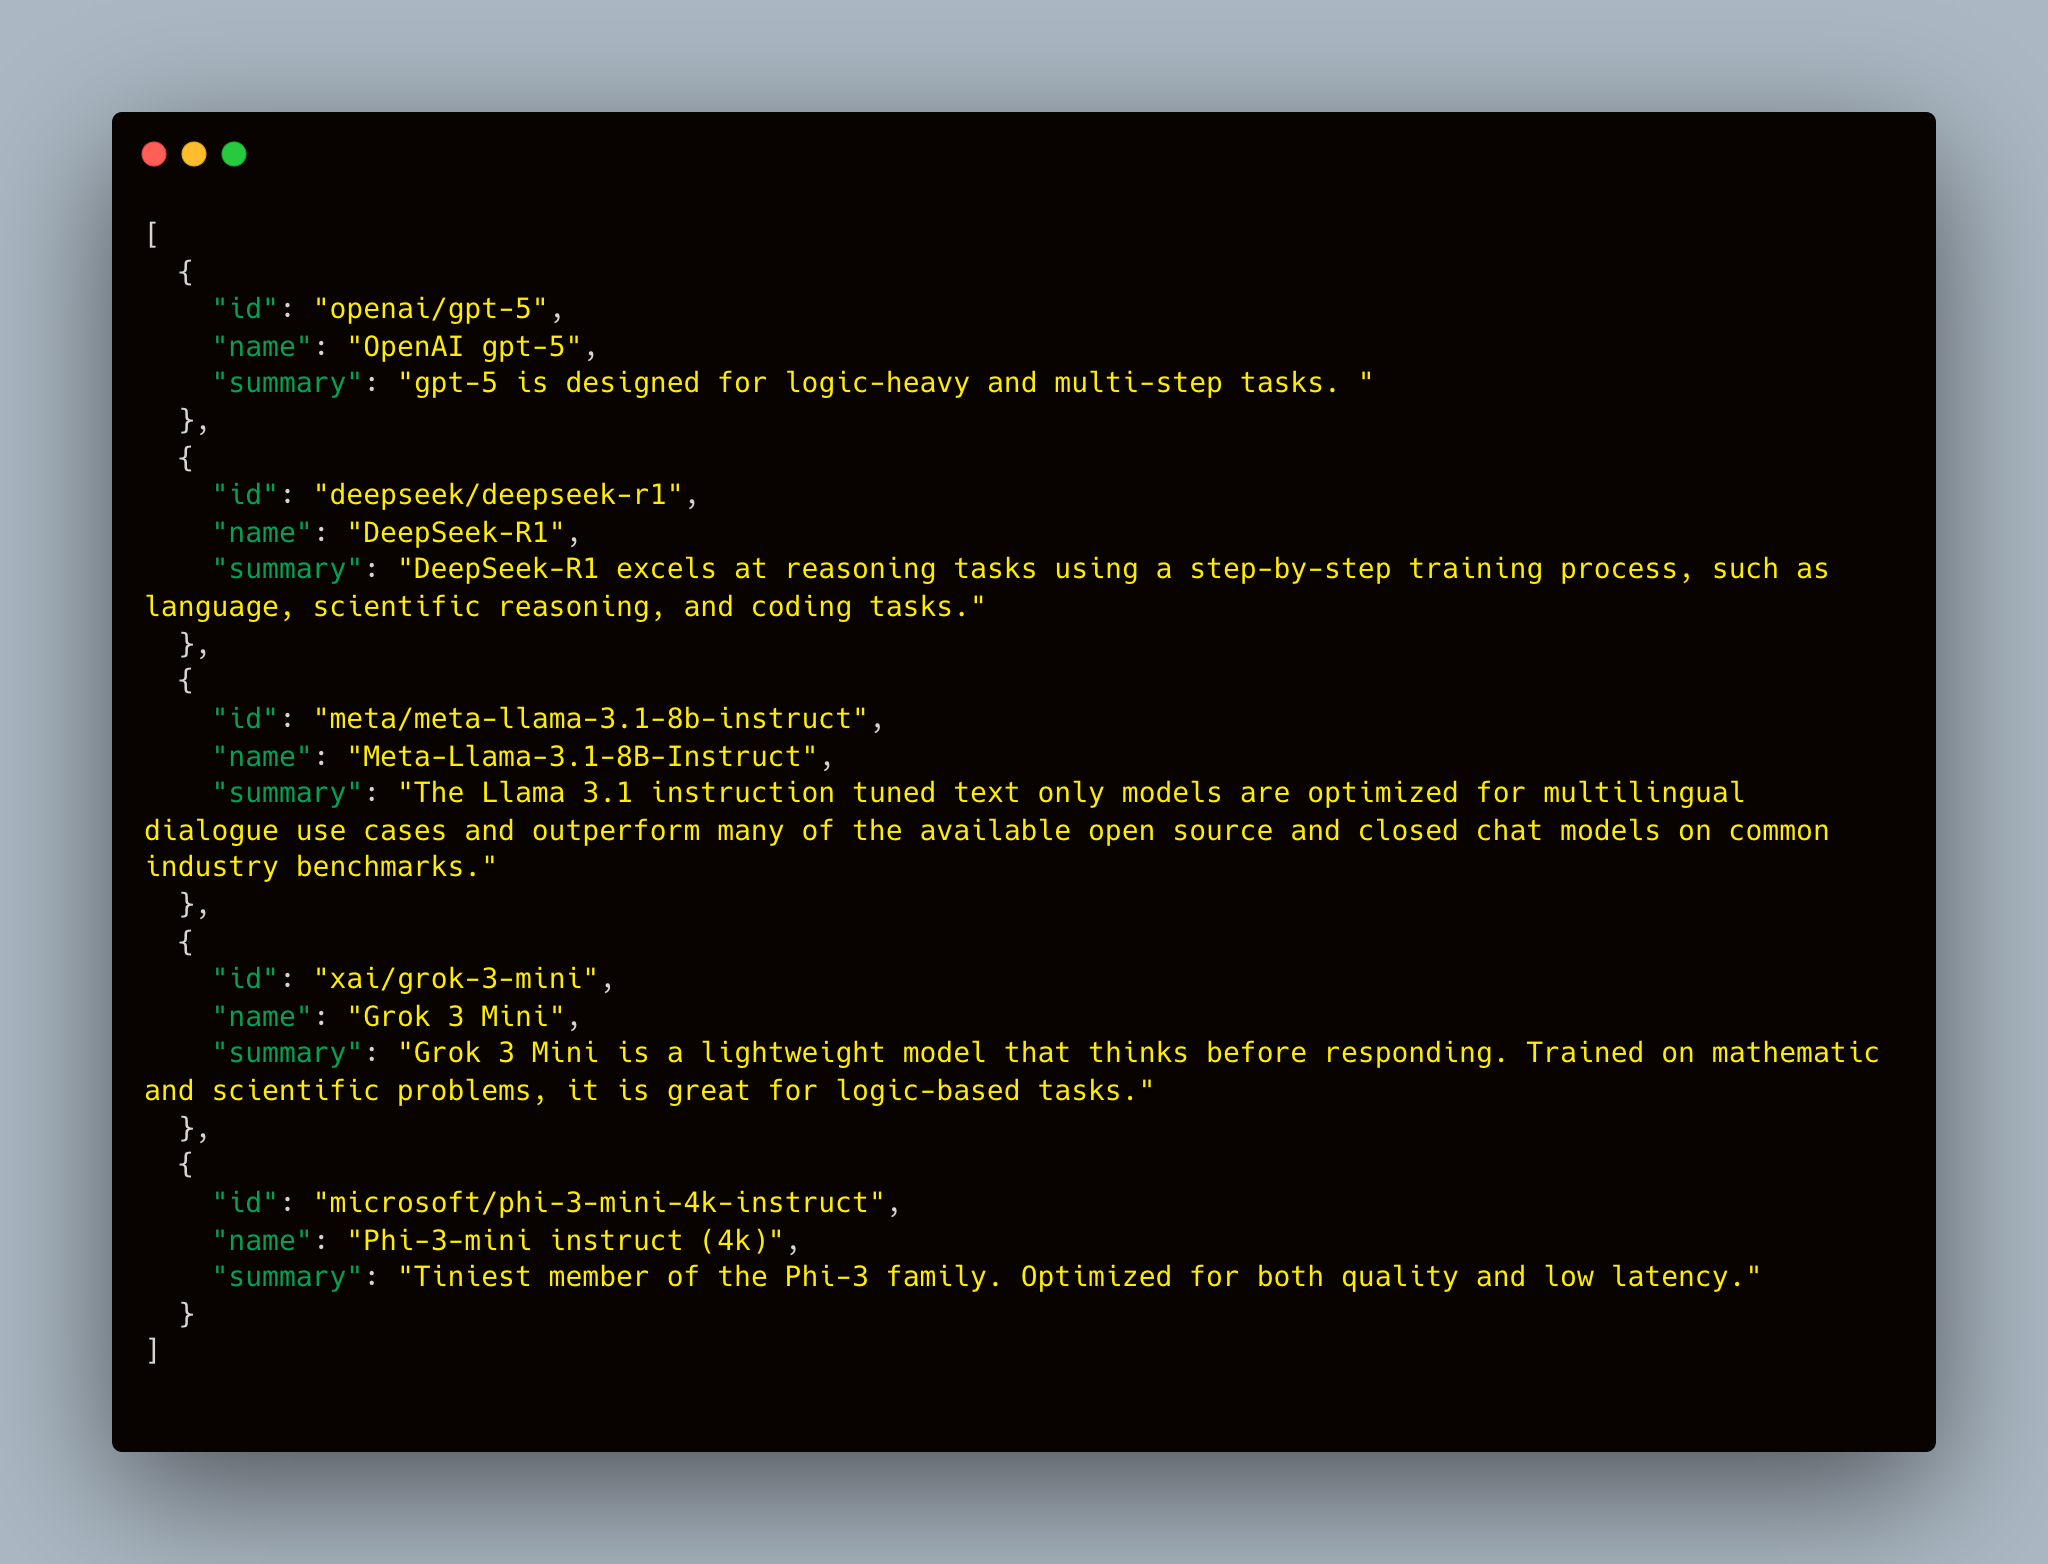 [
  {
    "id": "openai/gpt-5",
    "name": "OpenAI gpt-5",
    "summary": "gpt-5 is designed for logic-heavy and multi-step tasks. "
  },
  {
    "id": "deepseek/deepseek-r1",
    "name": "DeepSeek-R1",
    "summary": "DeepSeek-R1 excels at reasoning tasks using a step-by-step training process, such as
language, scientific reasoning, and coding tasks."
  },
  {
    "id": "meta/meta-llama-3.1-8b-instruct",
    "name": "Meta-Llama-3.1-8B-Instruct",
    "summary": "The Llama 3.1 instruction tuned text only models are optimized for multilingual
dialogue use cases and outperform many of the available open source and closed chat models on common
industry benchmarks."
  },
  {
    "id": "xai/grok-3-mini",
    "name": "Grok 3 Mini",
    "summary": "Grok 3 Mini is a lightweight model that thinks before responding. Trained on mathematic
and scientific problems, it is great for logic-based tasks."
  },
  {
    "id": "microsoft/phi-3-mini-4k-instruct",
    "name": "Phi-3-mini instruct (4k)",
    "summary": "Tiniest member of the Phi-3 family. Optimized for both quality and low latency."
  }
]